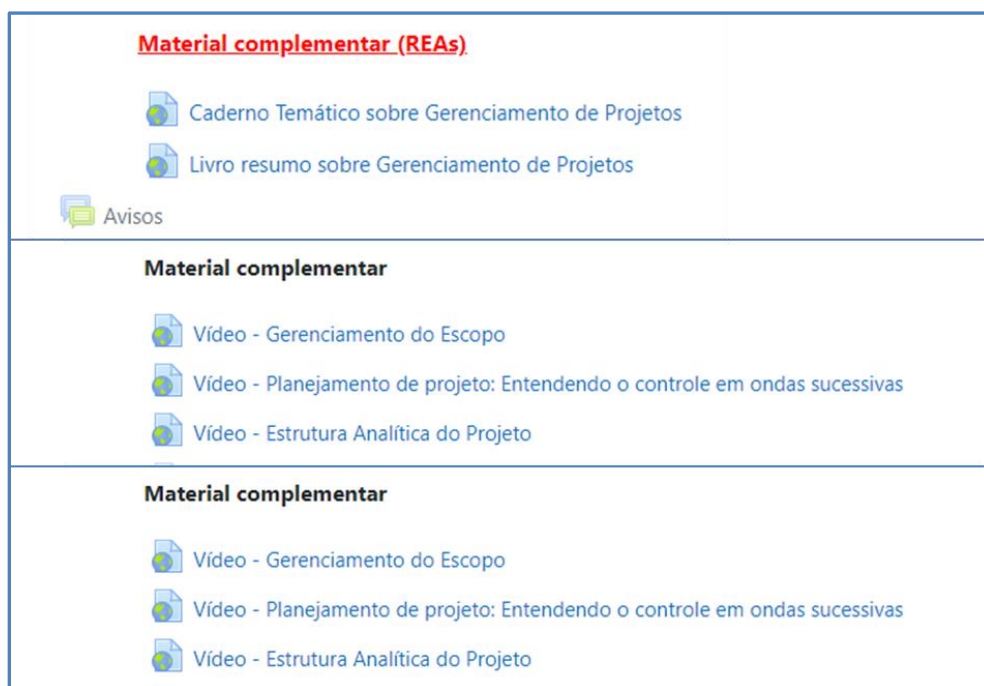 Material complementar (REAs)
Caderno Temático sobre Gerenciamento de Projetos
Livro resumo sobre Gerenciamento de Projetos
Avisos
Material complementar
Vídeo - Gerenciamento do Escopo
Vídeo - Planejamento de projeto: Entendendo o controle em ondas sucessivas
Vídeo - Estrutura Analítica do Projeto
Material complementar
Vídeo - Gerenciamento do Escopo
Vídeo - Planejamento de projeto: Entendendo o controle em ondas sucessivas
Vídeo - Estrutura Analítica do Projeto